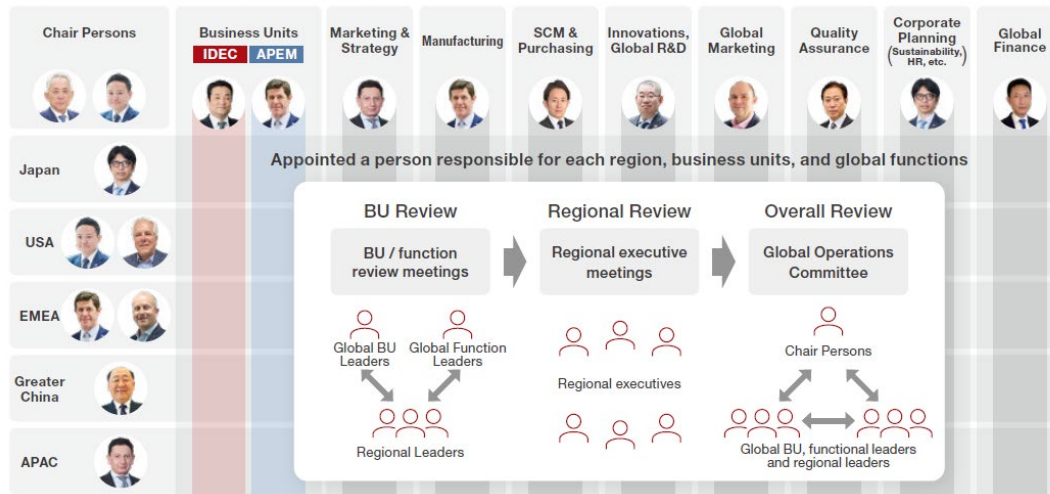 Chair Persons
Business Units
IDEC
APEM
Marketing &
Strategy
Manufacturing
SCM &
Purchasing
Innovations,
Global R&D
Global
Marketing
Quality
Assurance
Corporate
Planning
(Sustainability,
HR, etc.)
Global
Finance
Japan
Appointed a person responsible for each region, business units, and global functions
USA
EMEA
Greater
China
APAC
BU Review
BU / function
review meetings
Global BU
Leaders
Global Function
Leaders
Regional Leaders
Regional Review
Regional executive
meetings
Regional executives
Overall Review
Global Operations
Committee
Chair Persons
Global BU, functional leaders
and regional leaders